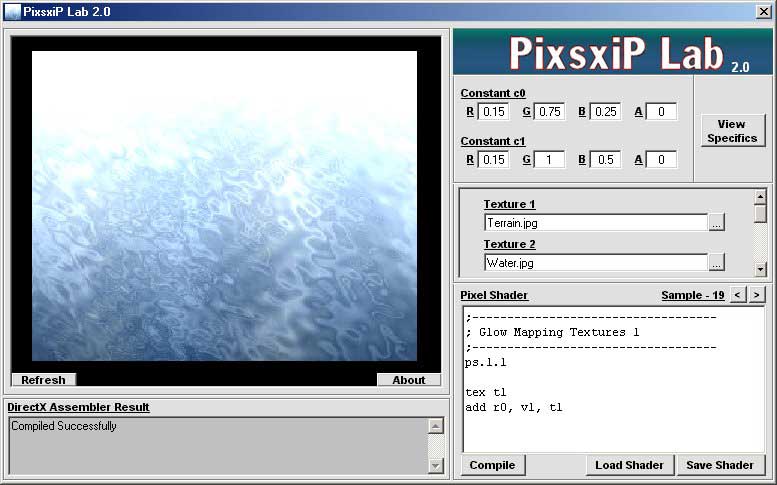 PixsxiP Lab 2.0
PixsxiP Lab 2.0
Constant c0
R 0.15 G 0.75 B 0.25 A 0
Constant c1
R 0.15 G 1 B 0.5 A 0
View
Specifics
Texture 1
Terrain.jpg ...
Texture 2
Water.jpg ...
Pixel Shader Sample - 19 < >
;---------------------------------
; Glow Mapping Textures 1
;---------------------------------
ps.1.1
tex t1
add r0, v1, t1
Refresh About
DirectX Assembler Result
Compiled Successfully
Compile Load Shader Save Shader